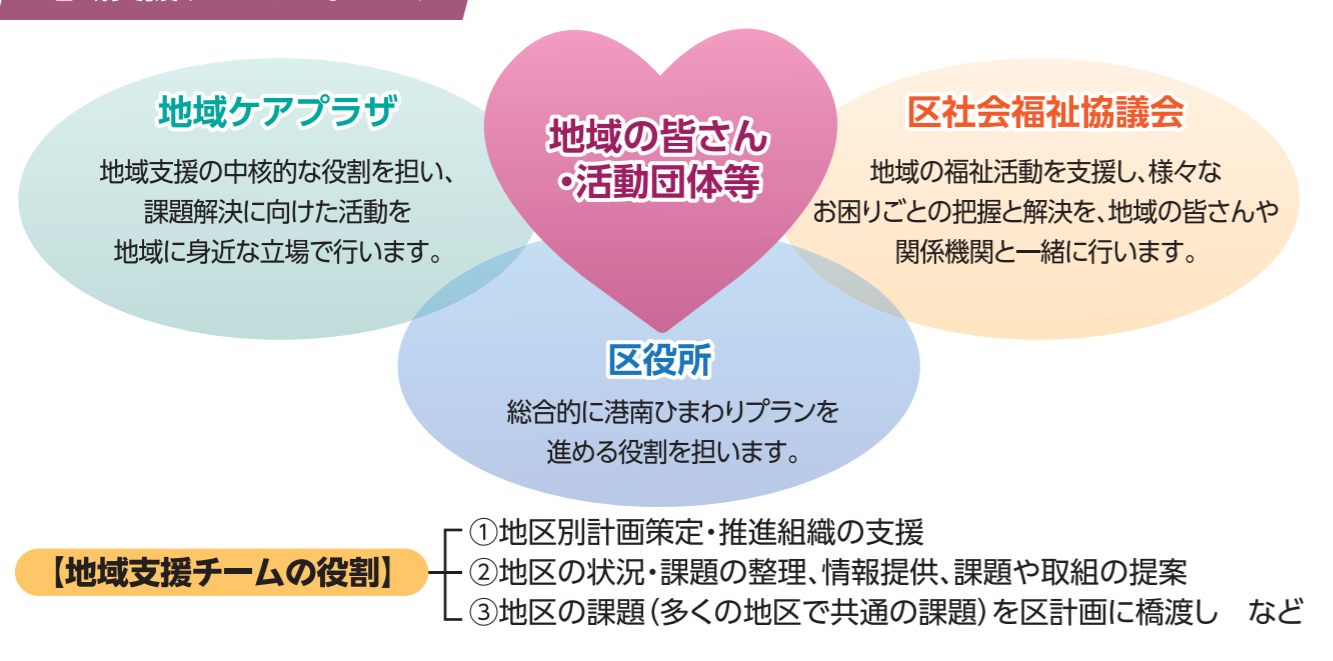 地域ケアプラザ
地域支援の中核的な役割を担い、
課題解決に向けた活動を
地域に身近な立場で行います。
地域の皆さん
・活動団体等
区社会福祉協議会
地域の福祉活動を支援し、様々な
お困りごとの把握と解決を、地域の皆さんや
関係機関と一緒に行います。
区役所
総合的に港南ひまわりプランを
進める役割を担います。
【地域支援チームの役割】
①地区別計画策定・推進組織の支援
②地区の状況・課題の整理、情報提供、課題や取組の提案
③地区の課題(多くの地区で共通の課題)を区計画に橋渡し　など